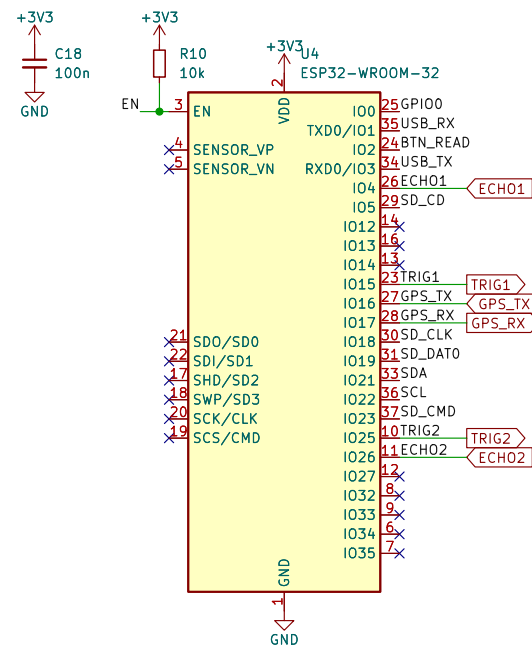 +3V3
C18
100n
GND
+3V3
R10
10k
EN
+3V3
U4
ESP32-WROOM-32
2
VDD
3 EN
4 SENSOR_VP
5 SENSOR_VN
21 SDO/SD0
22 SDI/SD1
17 SHD/SD2
18 SWP/SD3
20 SCK/CLK
19 SCS/CMD
IO0 25 GPIO0
TXD0/IO1 35 USB_RX
IO2 24 BTN_READ
RXD0/IO3 34 USB_TX
IO4 26 ECHO1 ECHO1
IO5 29 SD_CD
IO12 14
IO13 16
IO14 13
IO15 23 TRIG1 TRIG1
IO16 27 GPS_TX GPS_TX
IO17 28 GPS_RX GPS_RX
IO18 30 SD_CLK
IO19 31 SD_DAT0
IO21 33 SDA
IO22 36 SCL
IO23 37 SD_CMD
IO25 10 TRIG2 TRIG2
IO26 11 ECHO2 ECHO2
IO27 12
IO32 8
IO33 9
IO34 6
IO35 7
GND
1
GND